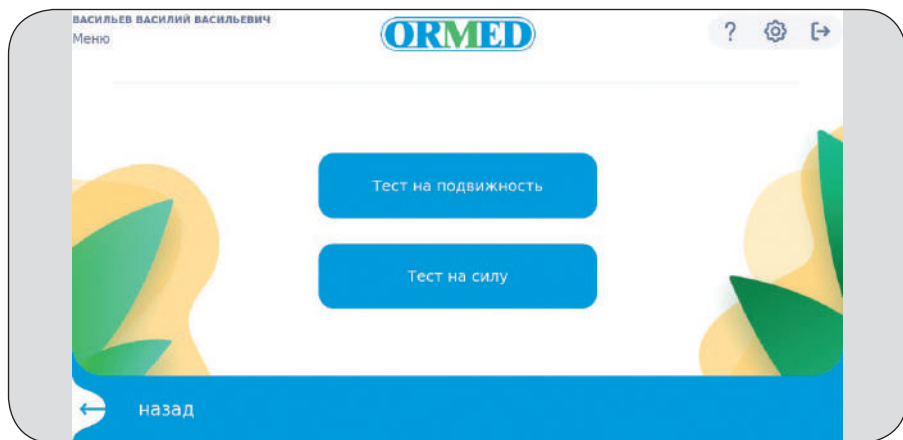 ВАСИЛЬЕВ ВАСИЛИЙ ВАСИЛЬЕВИЧ
Меню
ORMED
?
Тест на подвижность
Тест на силу
назад